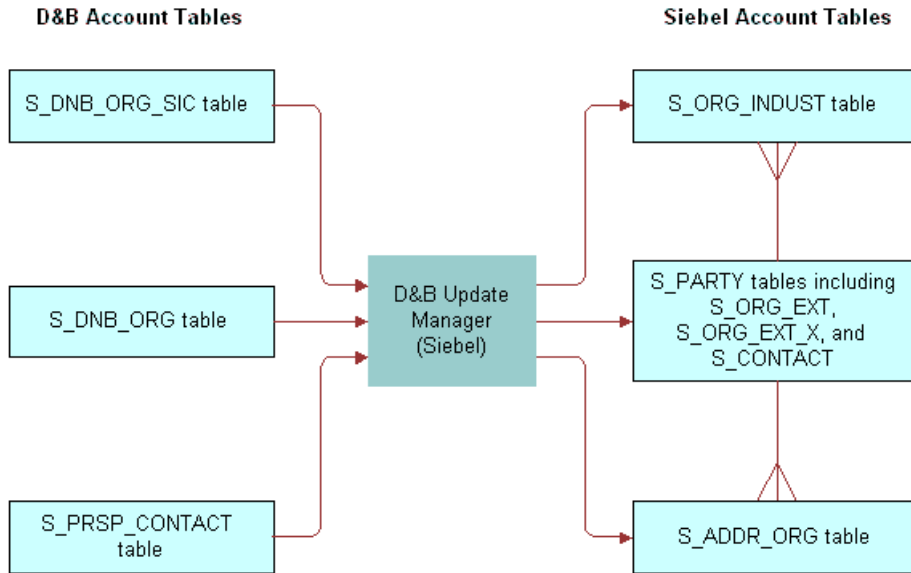 D&B Account Tables
Siebel Account Tables
S_DNB_ORG_SIC table
S_ORG_INDUST table
S_DNB_ORG table
D&B Update
Manager
(Siebel)
S_PARTY tables including
S_ORG_EXT,
S_ORG_EXT_X, and
S_CONTACT
S_PRSP_CONTACT
table
S_ADDR_ORG table